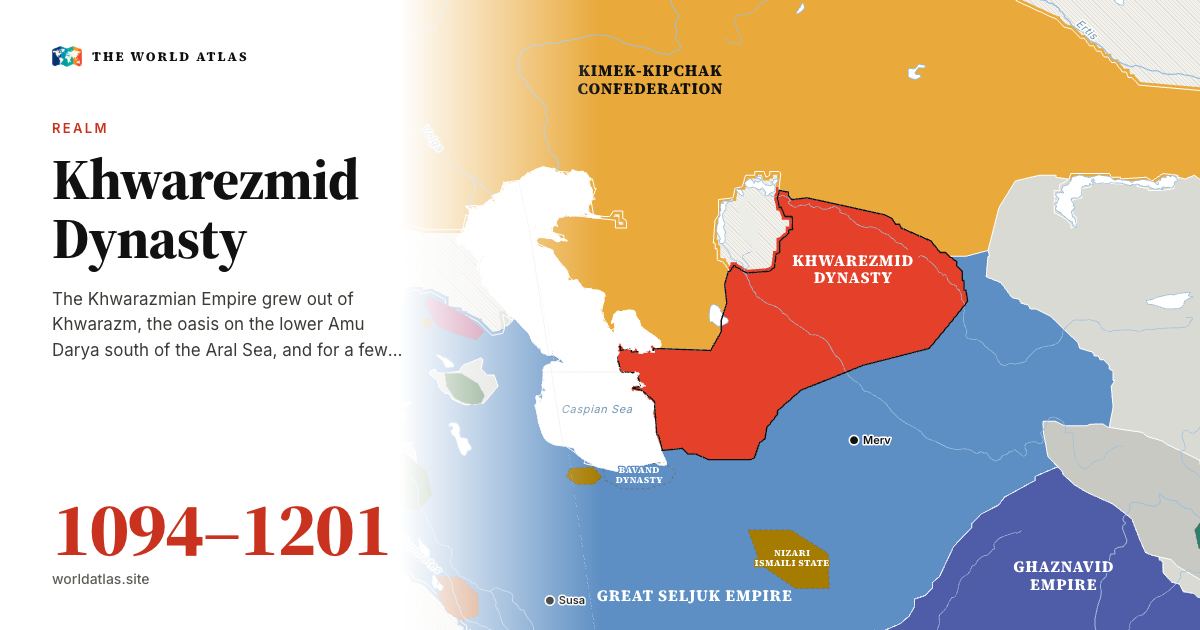 THE WORLD ATLAS
REALM
Khwarezmid
Dynasty
The Khwarazmian Empire grew out of
Khwarazm, the oasis on the lower Amu
Darya south of the Aral Sea, and for a few...
1094–1201
worldatlas.site
Ertis
KIMEK-KIPCHAK
CONFEDERATION
Volga
KHWAREZMID
DYNASTY
Caspian Sea
Merv
BAVAND
DYNASTY
NIZARI
ISMAILI STATE
GHAZNAVID
EMPIRE
Susa
GREAT SELJUK EMPIRE